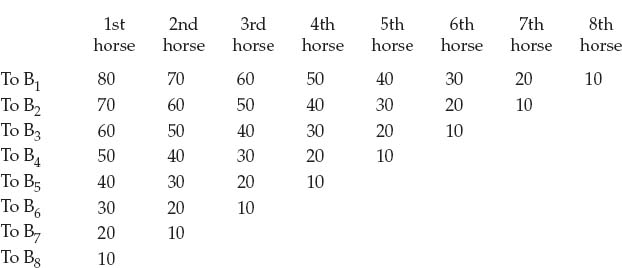 1st 2nd 3rd 4th 5th 6th 7th 8th
horse horse horse horse horse horse horse horse
To B1 80 70 60 50 40 30 20 10
To B2 70 60 50 40 30 20 10
To B3 60 50 40 30 20 10
To B4 50 40 30 20 10
To B5 40 30 20 10
To B6 30 20 10
To B7 20 10
To B8 10